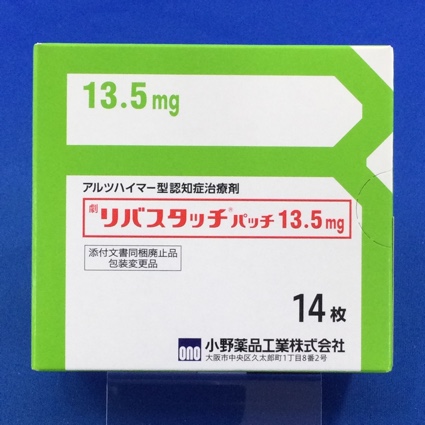 13.5mg
アルツハイマー型認知症治療剤
劇 リバスタッチ®パッチ 13.5mg
添付文書同梱廃止品
包装変更品
14枚
ono 小野薬品工業株式会社
大阪市中央区久太郎町1丁目8番2号